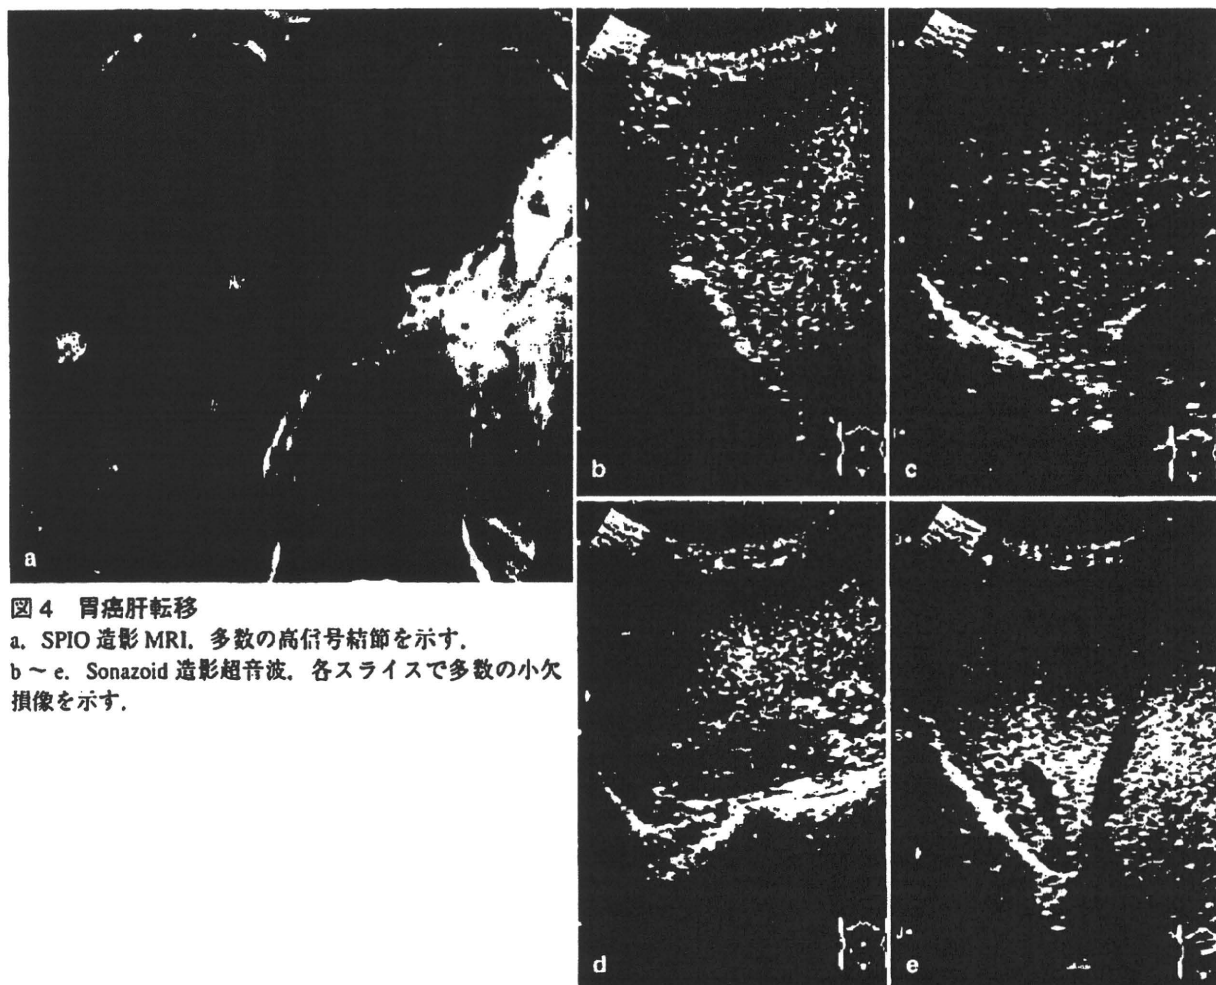 a
b
c
d
e
図4 胃癌肝転移
a. SPIO 造影 MRI. 多数の高信号結節を示す.
b ~ e. Sonazoid 造影超音波. 各スライスで多数の小欠
損像を示す.